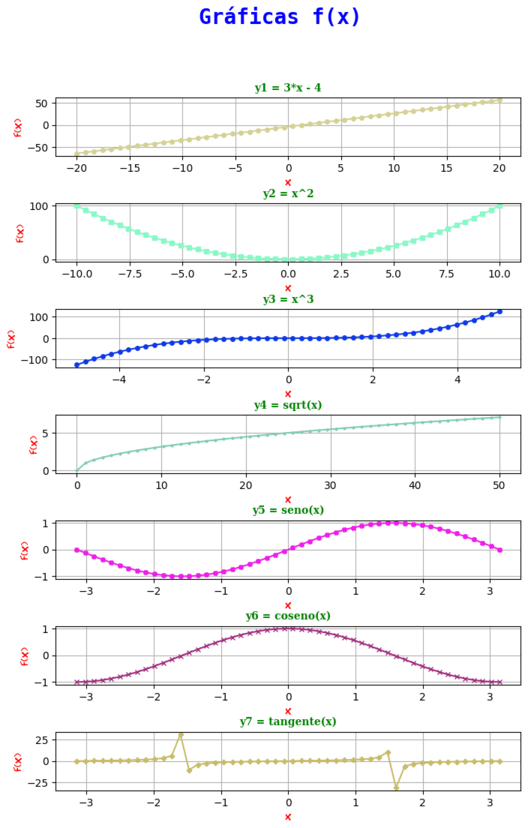 Gráficas f(x)
y1 = 3*x - 4
f(x)
50
0
−50
−20 −15 −10 −5 0 5 10 15 20
x
y2 = x^2
f(x)
100
0
−10.0 −7.5 −5.0 −2.5 0.0 2.5 5.0 7.5 10.0
x
y3 = x^3
f(x)
100
0
−100
−4 −2 0 2 4
x
y4 = sqrt(x)
f(x)
5
0
0 10 20 30 40 50
x
y5 = seno(x)
f(x)
1
0
−1
−3 −2 −1 0 1 2 3
x
y6 = coseno(x)
f(x)
1
0
−1
−3 −2 −1 0 1 2 3
x
y7 = tangente(x)
f(x)
25
0
−25
−3 −2 −1 0 1 2 3
x